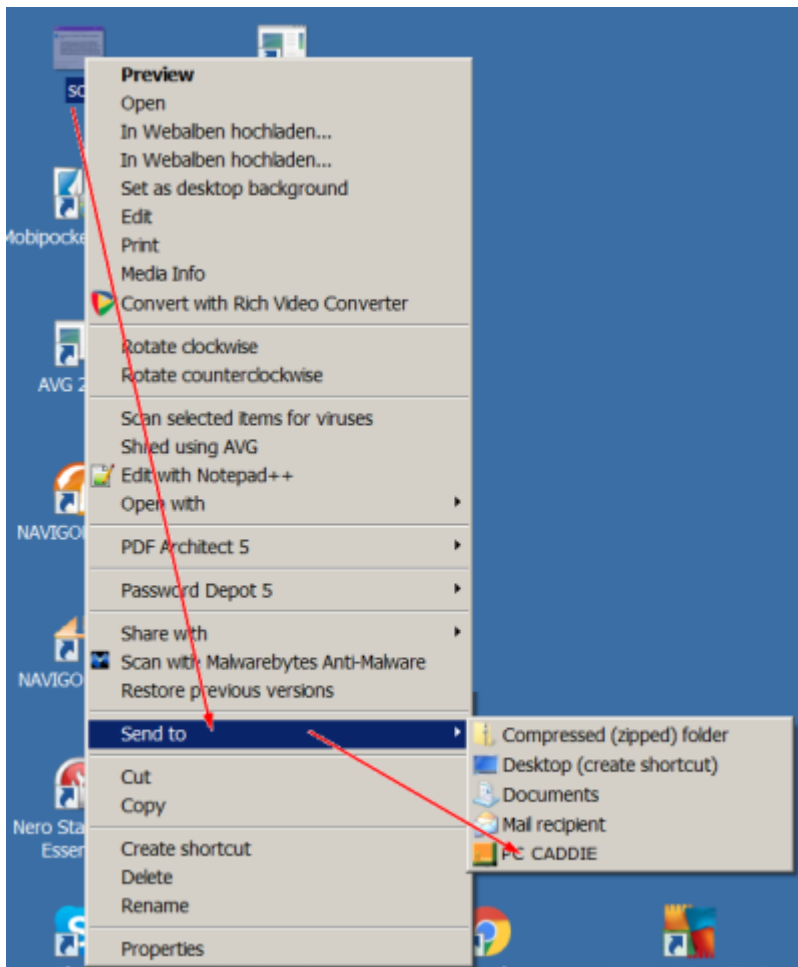 sc
Preview
Open
In Webalben hochladen...
In Webalben hochladen...
Set as desktop background
Edit
Print
Media Info
Convert with Rich Video Converter
Rotate clockwise
Rotate counterclockwise
Scan selected items for viruses
Shred using AVG
Edit with Notepad++
Open with
PDF Architect 5
Password Depot 5
Share with
Scan with Malwarebytes Anti-Malware
Restore previous versions
Send to
Cut
Copy
Create shortcut
Delete
Rename
Properties
Compressed (zipped) folder
Desktop (create shortcut)
Documents
Mail recipient
PC CADDIE
Mobipocke
AVG 2
NAVIGO
NAVIGO
Nero Sta
Esser